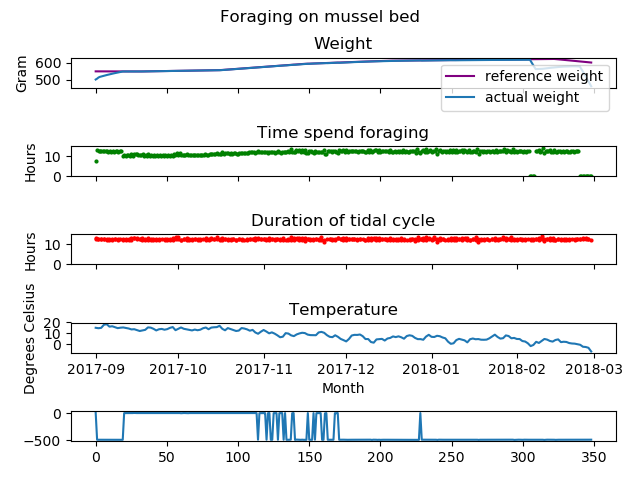 Foraging on mussel bed
Weight
Gram
600
500
reference weight
actual weight
Time spend foraging
Hours
10
0
Duration of tidal cycle
Hours
10
0
Temperature
Degrees Celsius
20
10
0
2017-09 2017-10 2017-11 2017-12 2018-01 2018-02 2018-03
Month
0
−500
0 50 100 150 200 250 300 350